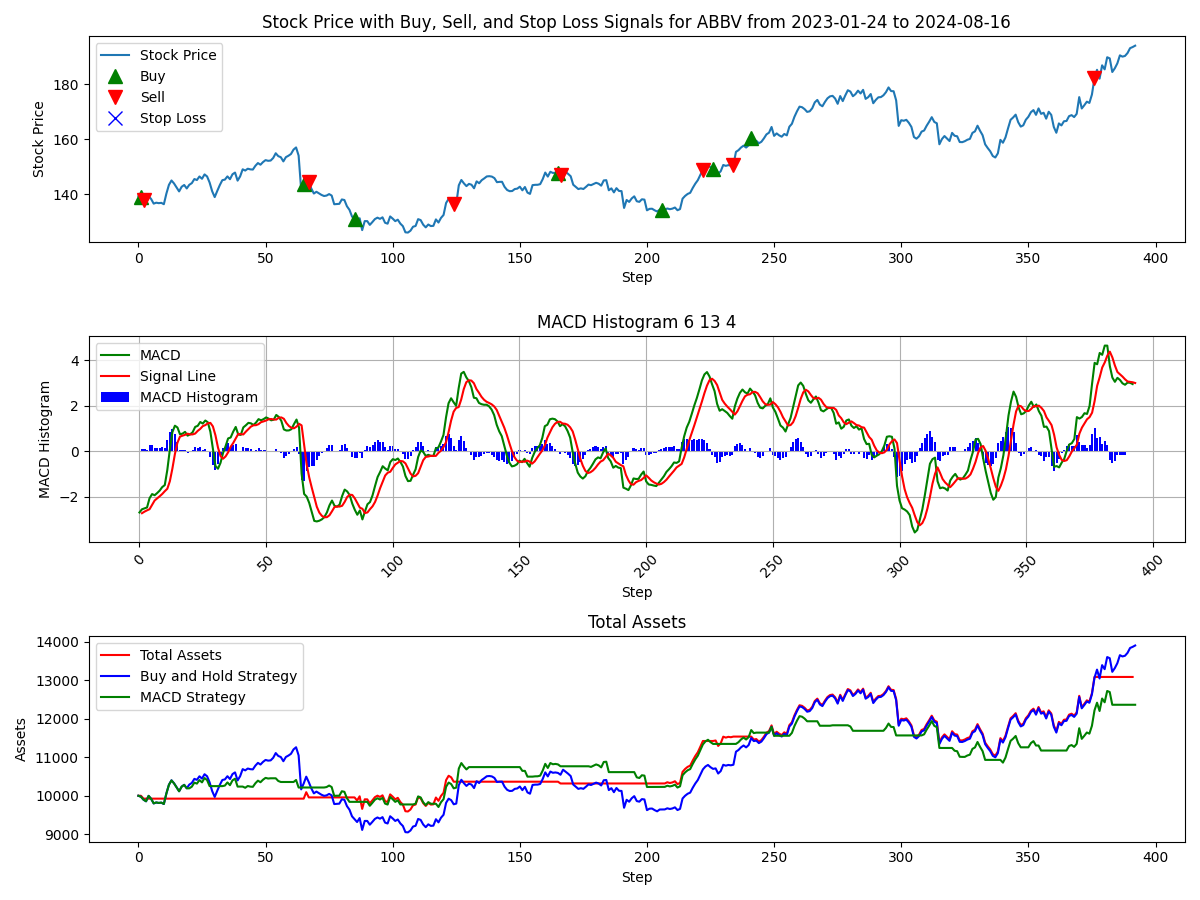 Stock Price with Buy, Sell, and Stop Loss Signals for ABBV from 2023-01-24 to 2024-08-16
Stock Price
Buy
Sell
Stop Loss
Stock Price
180
160
140
0 50 100 150 200 250 300 350 400
Step
MACD Histogram 6 13 4
MACD
Signal Line
MACD Histogram
MACD Histogram
4
2
0
−2
0 50 100 150 200 250 300 350 400
Step
Total Assets
Total Assets
Buy and Hold Strategy
MACD Strategy
Assets
14000
13000
12000
11000
10000
9000
0 50 100 150 200 250 300 350 400
Step